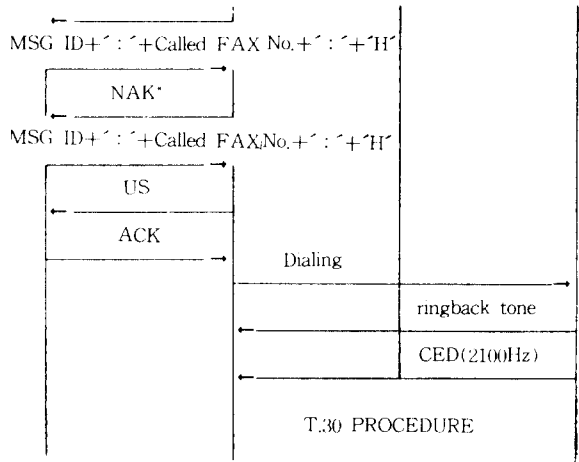 MSG ID+´ : ´+Called FAX No.+´ : ´+´H´
NAK*
MSG ID+´ : ´+Called FAX No.+´ : ´+´H´
US
ACK
Dialing
ringback tone
CED(2100Hz)
T.30 PROCEDURE